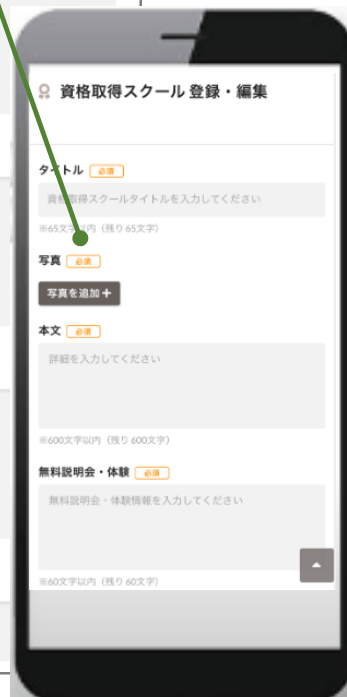 資格取得スクール 登録・編集
タイトル 必須
資格取得スクールタイトルを入力してください
※65文字以内（残り 65文字）
写真 必須
写真を追加＋
本文 必須
詳細を入力してください
※600文字以内（残り 600文字）
無料説明会・体験 必須
無料説明会・体験情報を入力してください
※60文字以内（残り 60文字）